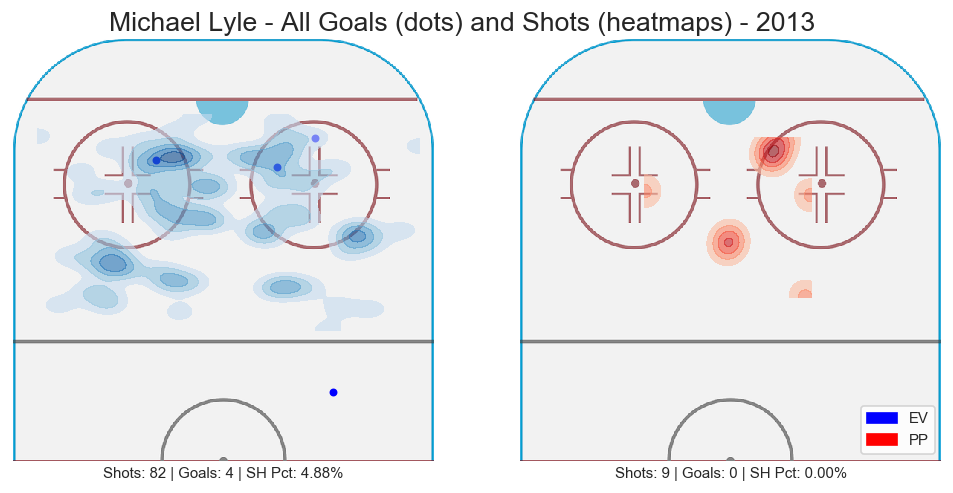 Michael Lyle - All Goals (dots) and Shots (heatmaps) - 2013
EV
PP
Shots: 82 | Goals: 4 | SH Pct: 4.88%
Shots: 9 | Goals: 0 | SH Pct: 0.00%